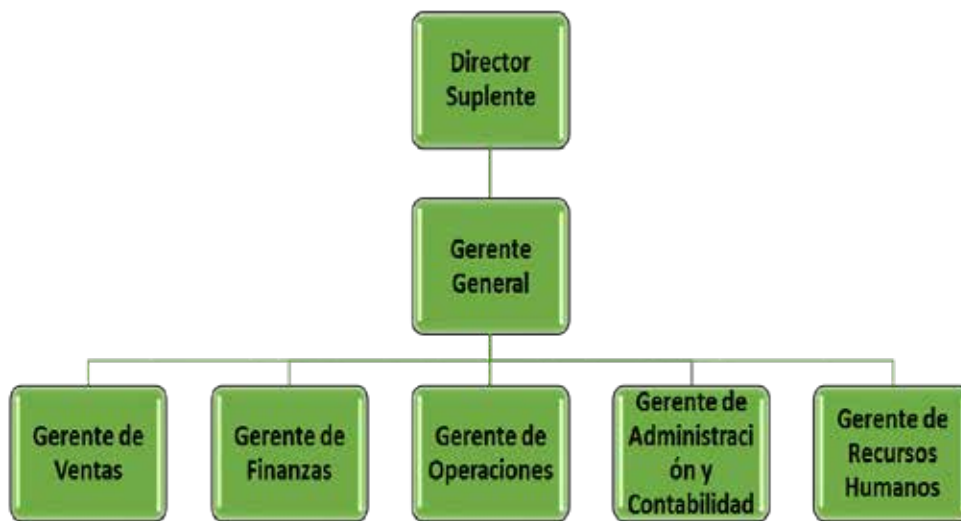 Director
Suplente
Gerente
General
Gerente de
Ventas
Gerente de
Finanzas
Gerente de
Operaciones
Gerente de
Administraci
ón y
Contabilidad
Gerente de
Recursos
Humanos